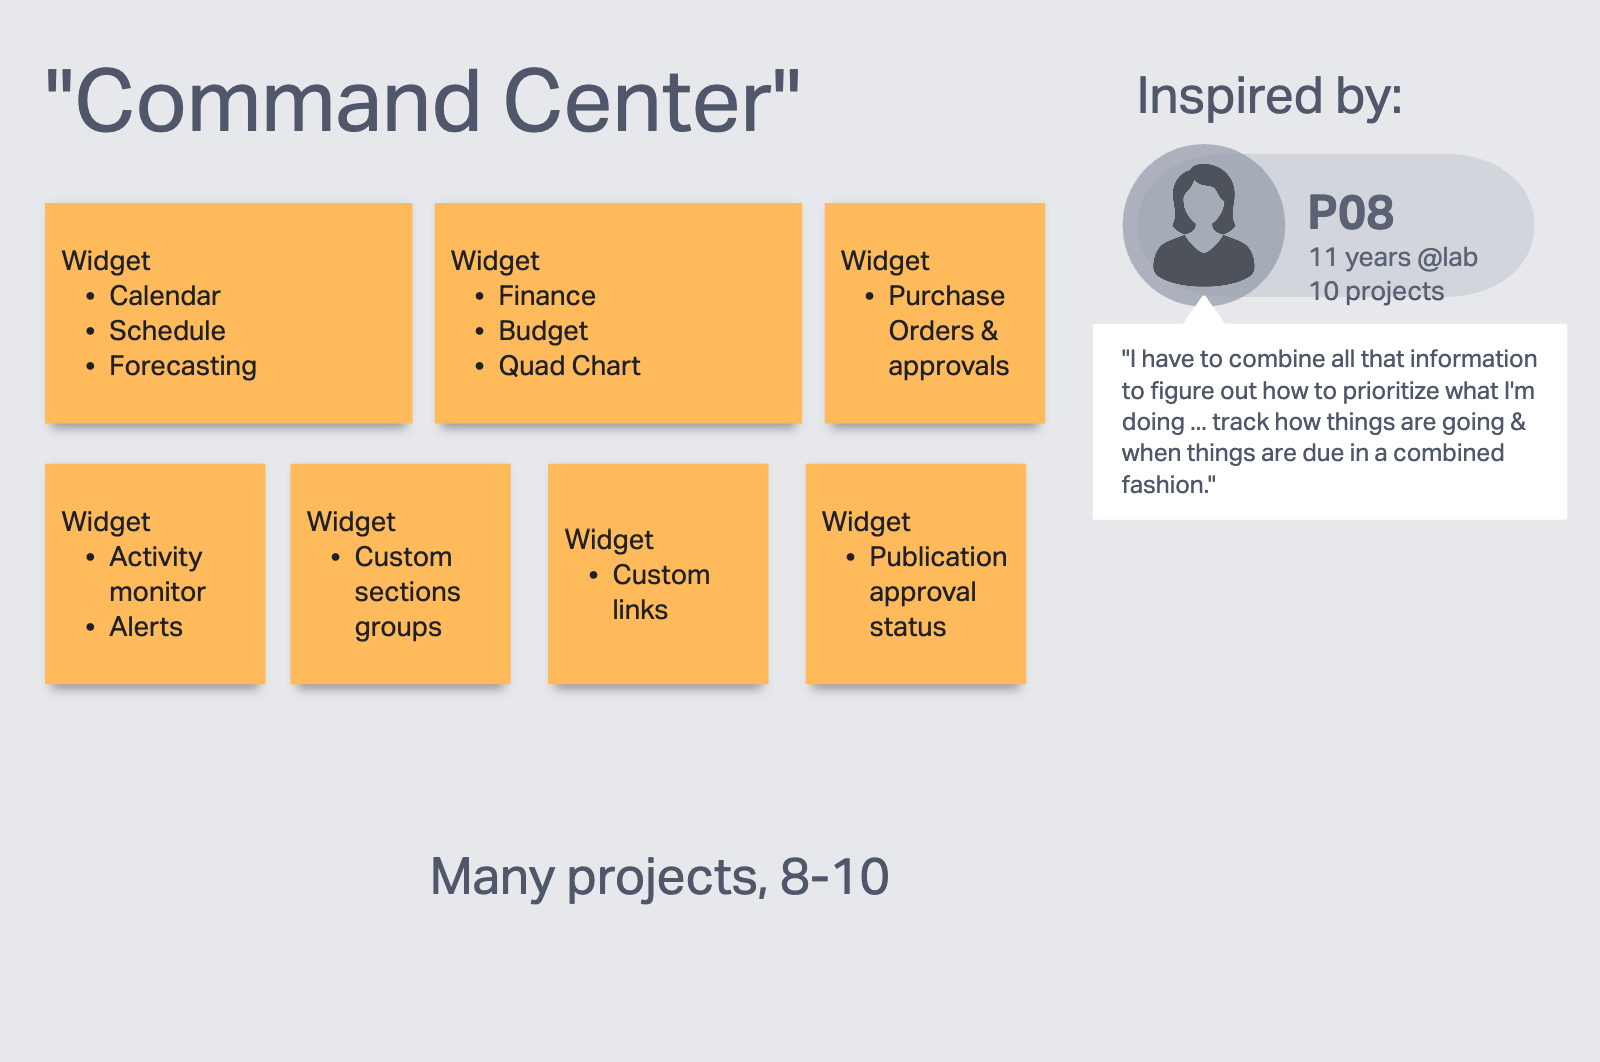 "Command Center"
Inspired by:
P08
11 years @lab
10 projects
"I have to combine all that information
to figure out how to prioritize what I'm
doing ... track how things are going &
when things are due in a combined
fashion."
Widget
• Calendar
• Schedule
• Forecasting
Widget
• Finance
• Budget
• Quad Chart
Widget
• Purchase
Orders &
approvals
Widget
• Activity
monitor
• Alerts
Widget
• Custom
sections
groups
Widget
• Custom
links
Widget
• Publication
approval
status
Many projects, 8-10